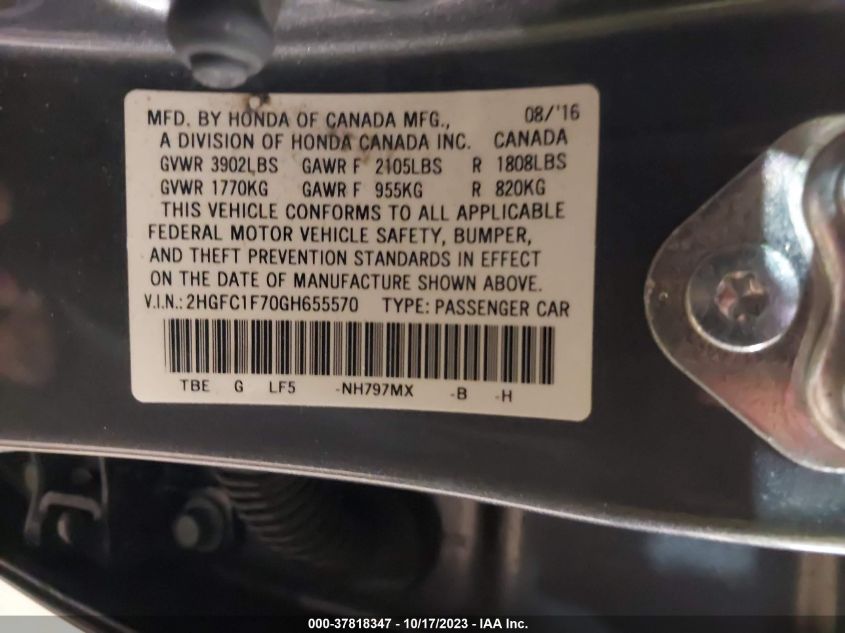 MFD. BY HONDA OF CANADA MFG., 08/'16
A DIVISION OF HONDA CANADA INC. CANADA
GVWR 3902LBS GAWR F 2105LBS R 1808LBS
GVWR 1770KG GAWR F 955KG R 820KG
THIS VEHICLE CONFORMS TO ALL APPLICABLE
FEDERAL MOTOR VEHICLE SAFETY, BUMPER,
AND THEFT PREVENTION STANDARDS IN EFFECT
ON THE DATE OF MANUFACTURE SHOWN ABOVE.
V.I.N.: 2HGFC1F70GH655570 TYPE: PASSENGER CAR
TBE G LF5 -NH797MX -B -H
000-37818347 - 10/17/2023 - IAA Inc.